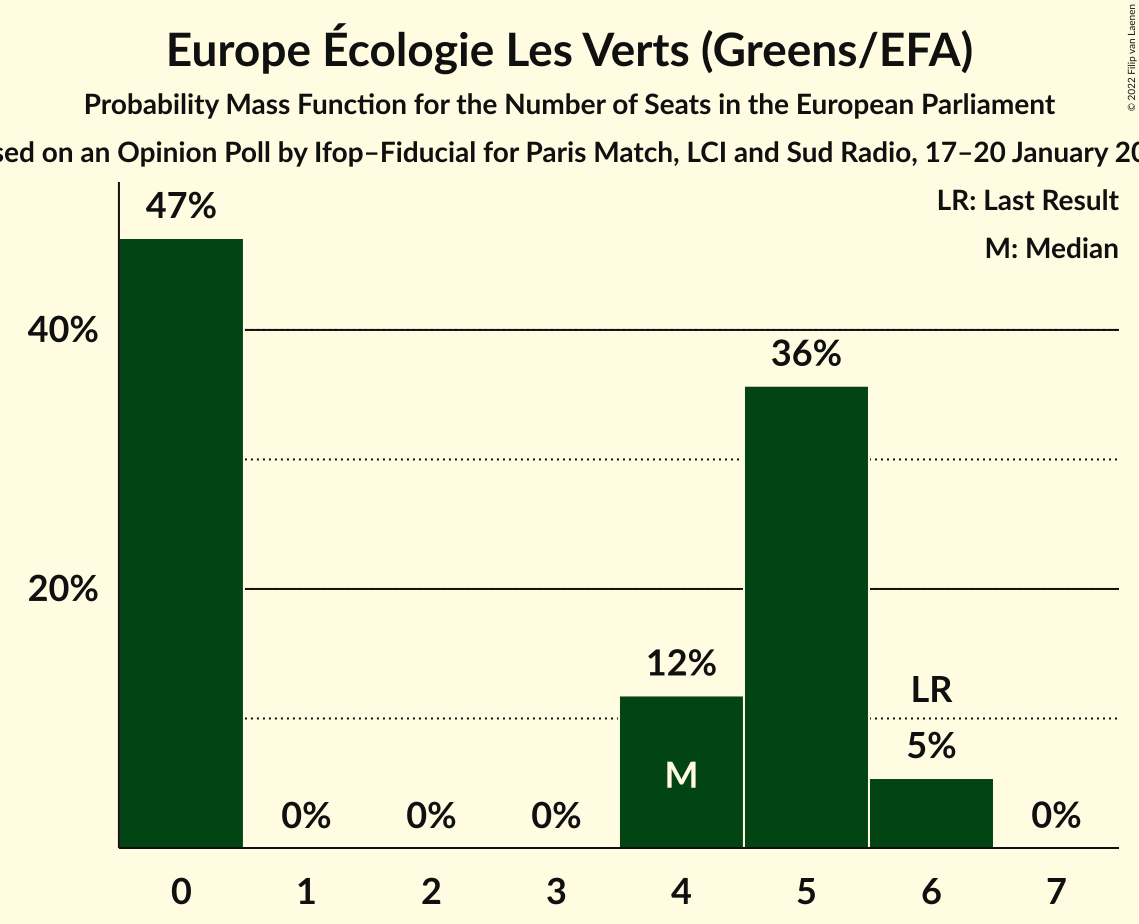 Europe Écologie Les Verts (Greens/EFA)
Probability Mass Function for the Number of Seats in the European Parliament
on an Opinion Poll by Ifop–Fiducial for Paris Match, LCI and Sud Radio, 17–20 January
© 2022 Filip van Laenen
LR: Last Result
M: Median
47%
40%
36%
20%
12%
LR
5%
M
0% 0% 0% 0%
0 1 2 3 4 5 6 7